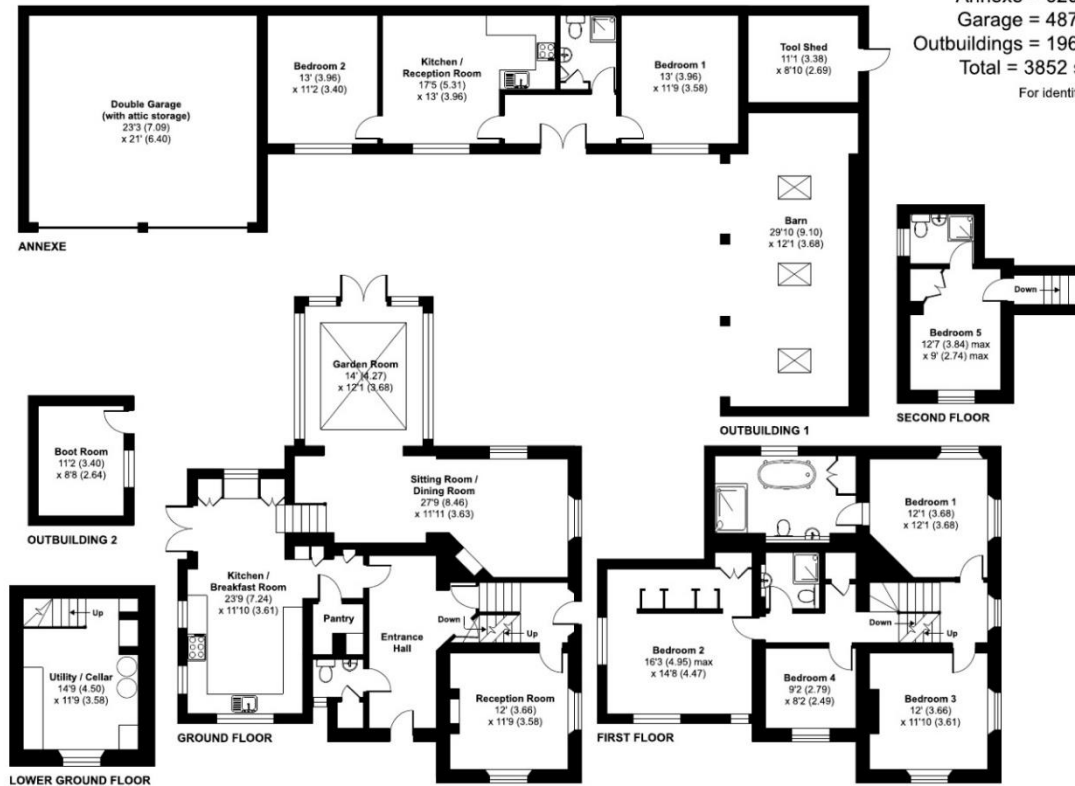 Annexe = 
Garage = 487
Outbuildings = 196
Total = 3852 s
For identit
Double Garage
(with attic storage)
23'3 (7.09)
x 21' (6.40)
Bedroom 2
13' (3.96)
x 11'2 (3.40)
Kitchen /
Reception Room
17'5 (5.31)
x 13' (3.96)
Bedroom 1
13' (3.96)
x 11'9 (3.58)
Tool Shed
11'1 (3.38)
x 8'10 (2.69)
ANNEXE
Barn
29'10 (9.10)
x 12'1 (3.68)
OUTBUILDING 1
Down
Bedroom 5
12'7 (3.84) max
x 9' (2.74) max
SECOND FLOOR
Garden Room
14' (4.27)
x 12'1 (3.68)
Boot Room
11'2 (3.40)
x 8'8 (2.64)
OUTBUILDING 2
Sitting Room /
Dining Room
27'9 (8.46)
x 11'11 (3.63)
Kitchen /
Breakfast Room
23'9 (7.24)
x 11'10 (3.61)
Pantry
Entrance
Hall
Down
Up
Reception Room
12' (3.66)
x 11'9 (3.58)
GROUND FLOOR
Up
Utility / Cellar
14'9 (4.50)
x 11'9 (3.58)
LOWER GROUND FLOOR
Bedroom 1
12'1 (3.68)
x 12'1 (3.68)
Bedroom 2
16'3 (4.95) max
x 14'8 (4.47)
Down
Up
Bedroom 4
9'2 (2.79)
x 8'2 (2.49)
Bedroom 3
12' (3.66)
x 11'10 (3.61)
FIRST FLOOR